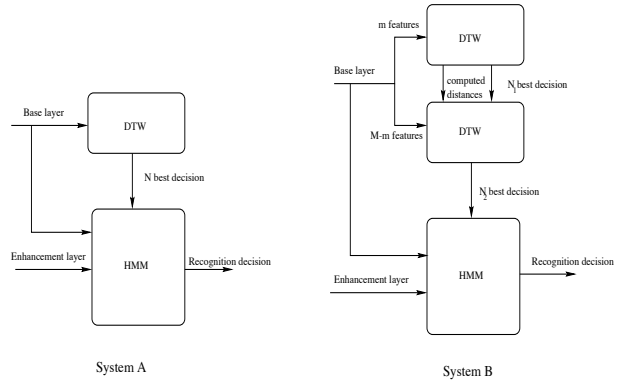 Base layer
DTW
N best decision
Enhancement layer
HMM
Recognition decision
System A
m features
DTW
Base layer
computed
distances
N1 best decision
M-m features
DTW
N2 best decision
Enhancement layer
HMM
Recognition decision
System B